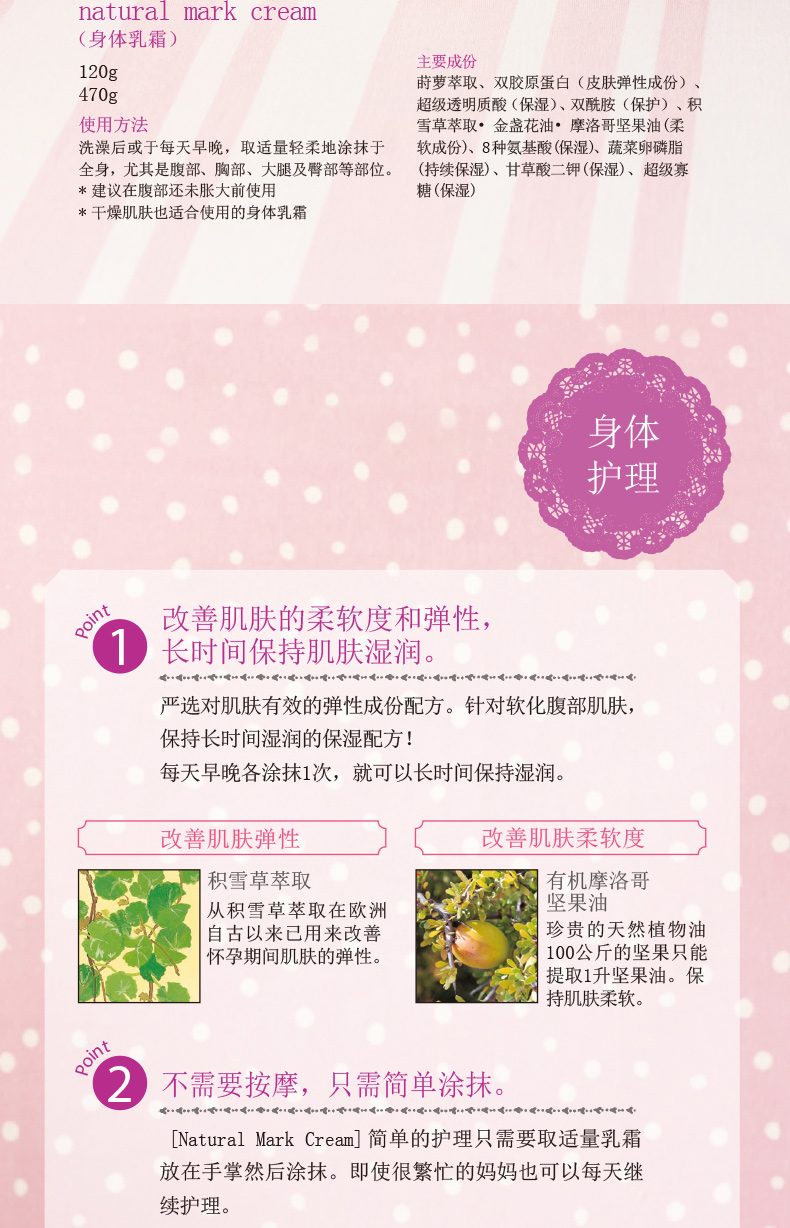 natural mark cream
（身体乳霜）
120g
470g
使用方法
洗澡后或于每天早晚，取适量轻柔地涂抹于
全身，尤其是腹部、胸部、大腿及臀部等部位。
* 建议在腹部还未胀大前使用
* 干燥肌肤也适合使用的身体乳霜
主要成份
莳萝萃取、双胶原蛋白（皮肤弹性成份）、
超级透明质酸（保湿）、双酰胺（保护）、积
雪草萃取• 金盏花油• 摩洛哥坚果油(柔
软成份)、8种氨基酸(保湿)、蔬菜卵磷脂
(持续保湿)、甘草酸二钾(保湿)、超级寡
糖(保湿)
身体
护理
Point
1
改善肌肤的柔软度和弹性，
长时间保持肌肤湿润。
严选对肌肤有效的弹性成份配方。针对软化腹部肌肤，
保持长时间湿润的保湿配方！
每天早晚各涂抹1次，就可以长时间保持湿润。
改善肌肤弹性
积雪草萃取
从积雪草萃取在欧洲
自古以来已用来改善
怀孕期间肌肤的弹性。
改善肌肤柔软度
有机摩洛哥
坚果油
珍贵的天然植物油
100公斤的坚果只能
提取1升坚果油。保
持肌肤柔软。
Point
2
不需要按摩，只需简单涂抹。
[Natural Mark Cream] 简单的护理只需要取适量乳霜
放在手掌然后涂抹。即使很繁忙的妈妈也可以每天继
续护理。